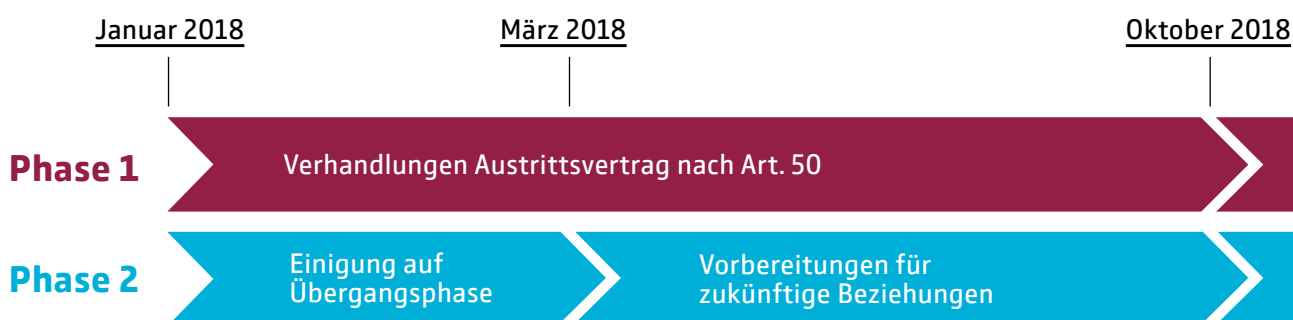 Januar 2018
März 2018
Oktober 2018
Phase 1
Verhandlungen Austrittsvertrag nach Art. 50
Phase 2
Einigung auf
Übergangsphase
Vorbereitungen für
zukünftige Beziehungen